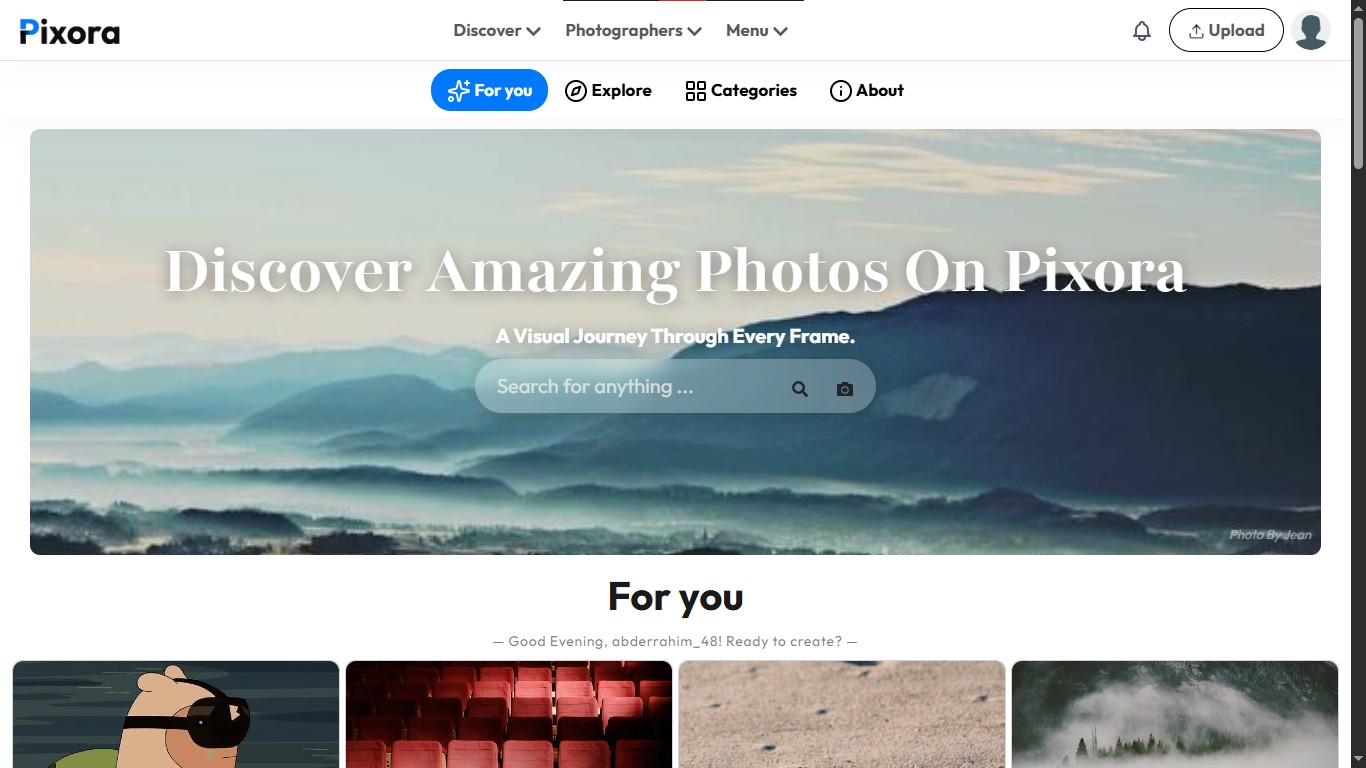 Pixora
Discover Photographers Menu
Upload
For you Explore Categories About
Discover Amazing Photos On Pixora
A Visual Journey Through Every Frame.
Search for anything ...
Photo By Jean
For you
— Good Evening, abderrahim_48! Ready to create? —